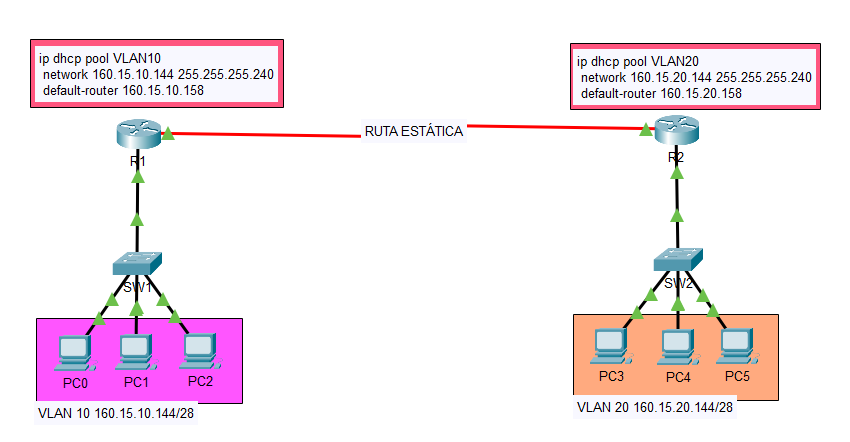 ip dhcp pool VLAN10
network 160.15.10.144 255.255.255.240
default-router 160.15.10.158
ip dhcp pool VLAN20
network 160.15.20.144 255.255.255.240
default-router 160.15.20.158
RUTA ESTÁTICA
R1
R2
SW1
SW2
PC0
PC1
PC2
PC3
PC4
PC5
VLAN 10 160.15.10.144/28
VLAN 20 160.15.20.144/28